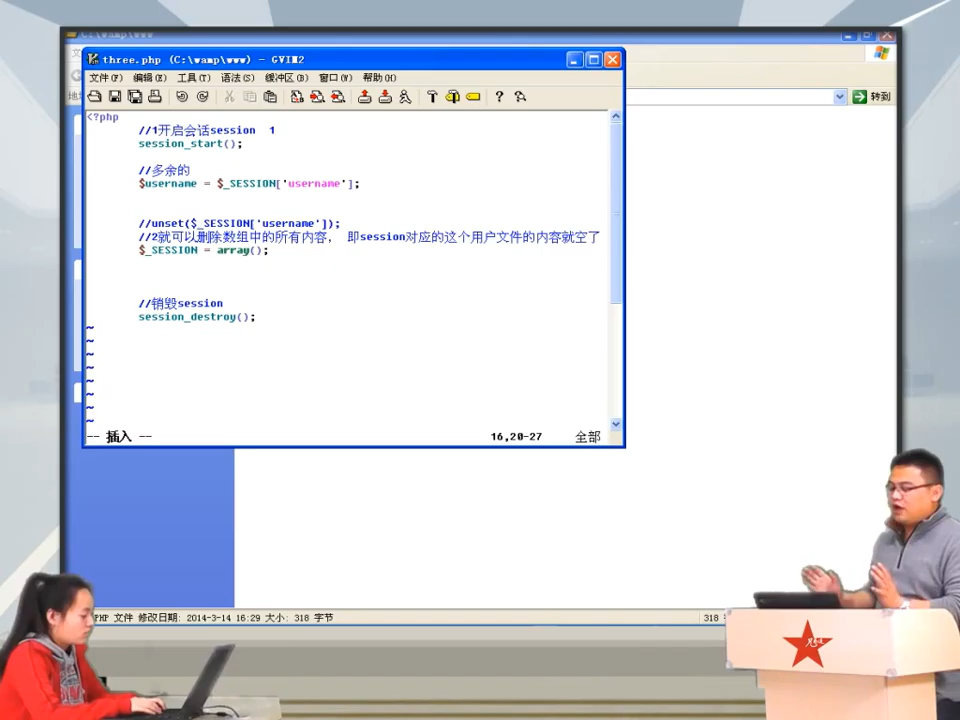 C:\wamp\www
three.php (C:\wamp\www) - GVIM2
文件(F) 编辑(E) 工具(T) 语法(S) 缓冲区(B) 窗口(W) 帮助(H)
转到
<?php
//1开启会话session 1
session_start();
//多余的
$username = $_SESSION['username'];
//unset($_SESSION['username']);
//2就可以删除数组中的所有内容, 即session对应的这个用户文件的内容就空了
$_SESSION = array();
//销毁session
session_destroy();
~
~
~
~
~
~
~
~
-- 插入 -- 16,20-27 全部
PHP 文件 修改日期: 2014-3-14 16:29 大小: 318 字节 318